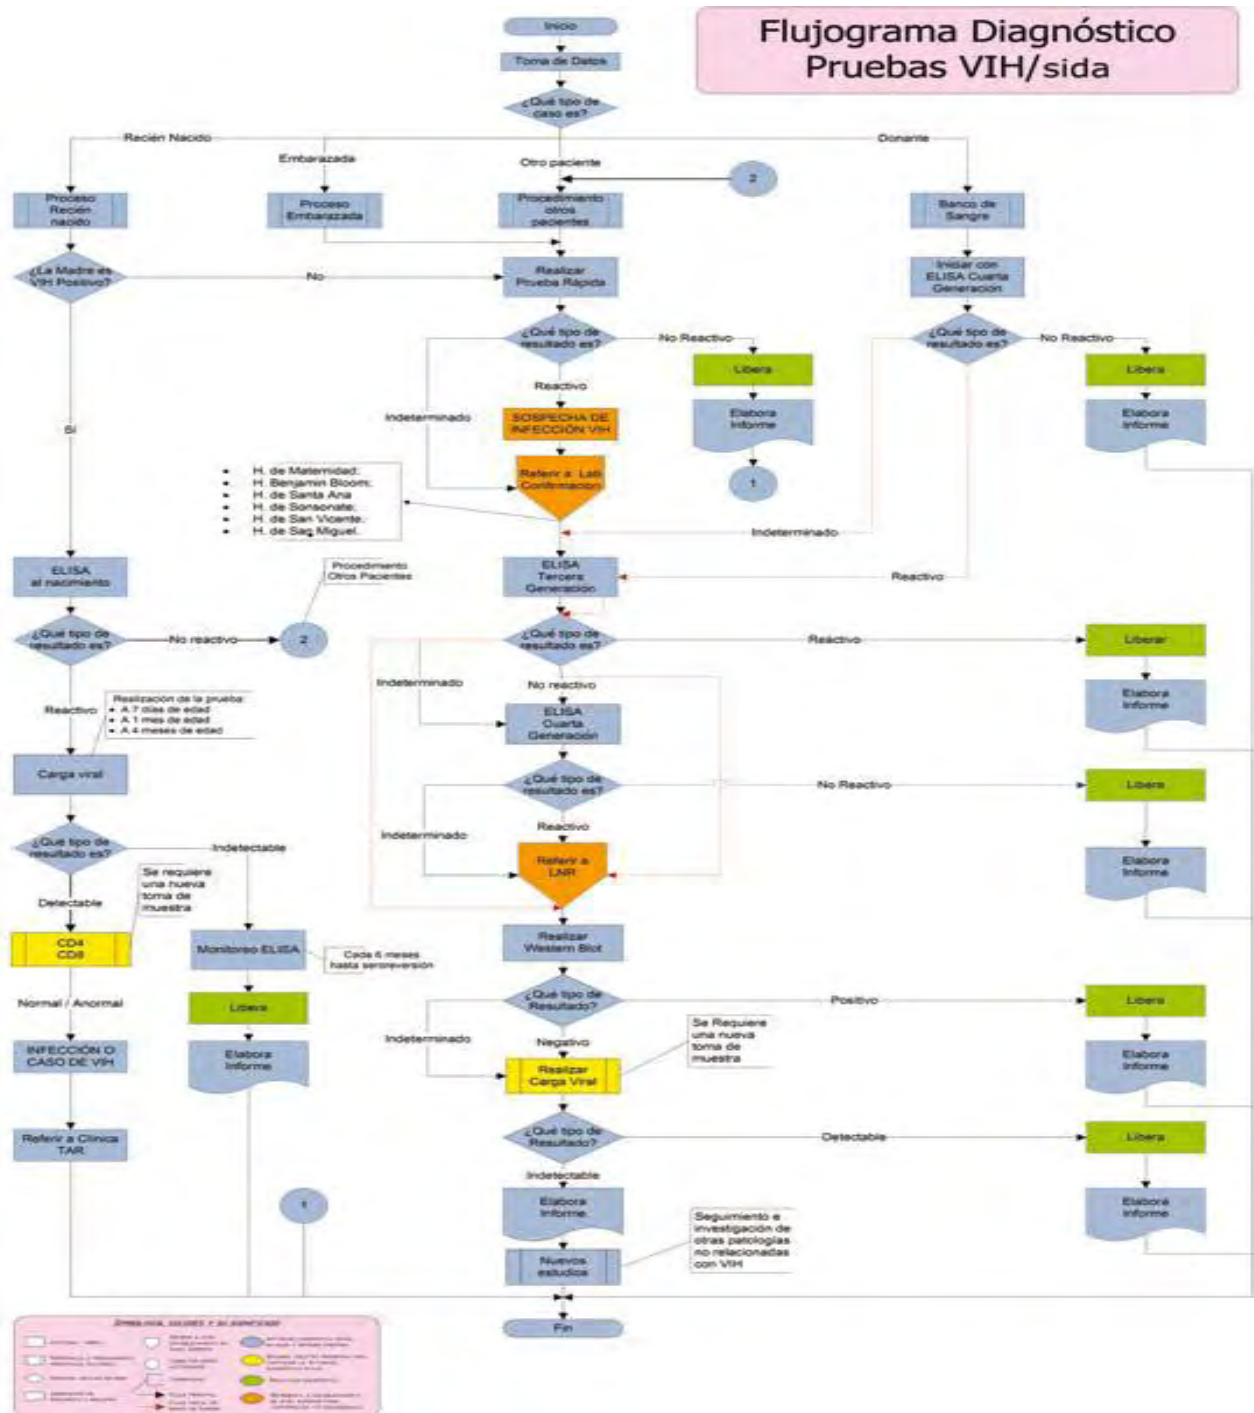 Flujograma Diagnóstico
Pruebas VIH/sida
Inicio
Toma de Datos
¿Qué tipo de
caso es?
Recién Nacido
Embarazada
Otro paciente
Donante
2
Proceso
Recién
nacido
Proceso
Embarazada
Procedimiento
otros
pacientes
Banco de
Sangre
¿La Madre es
VIH Positivo?
No
Realizar
Prueba Rápida
Iniciar con
ELISA Cuarta
Generación
¿Qué tipo de
resultado es?
No Reactivo
¿Qué tipo de
resultado es?
No Reactivo
Libera
Libera
Reactivo
Indeterminado
Sí
SOSPECHA DE
INFECCIÓN VIH
Elabora
Informe
Elabora
Informe
Referir a Lab
Confirmación
1
• H. de Maternidad;
• H. Benjamin Bloom;
• H. de Santa Ana
• H. de Sonsonate;
• H. de San Vicente.
• H. de San Miguel.
Indeterminado
ELISA
al nacimiento
Procedimiento
Otros Pacientes
ELISA
Tercera
Generación
Reactivo
¿Qué tipo de
resultado es?
No reactivo
2
¿Qué tipo de
resultado es?
Reactivo
Liberar
Indeterminado
No reactivo
Elabora
Informe
Reactivo
Realización de la prueba:
• A 7 días de edad
• A 1 mes de edad
• A 4 meses de edad
ELISA
Cuarta
Generación
Carga viral
¿Qué tipo de
resultado es?
No Reactivo
Libera
Indeterminado
Reactivo
¿Qué tipo de
resultado es?
Indetectable
Referir a
LNR
Elabora
Informe
Detectable
Se requiere
una nueva
toma de
muestra
CD4
CD8
Monitoreo ELISA
Cada 6 meses
hasta seroreversión
Realizar
Western Blot
Normal / Anormal
Libera
¿Qué tipo de
Resultado?
Positivo
Libera
Indeterminado
Negativo
Se Requiere
una nueva
toma de
muestra
INFECCIÓN O
CASO DE VIH
Elabora
Informe
Realizar
Carga Viral
Elabora
Informe
Referir a Clínica
TAR
¿Qué tipo de
Resultado?
Detectable
Libera
Indetectable
1
Elabora
Informe
Elabora
Informe
Seguimiento e
investigación de
otras patologías
no relacionadas
con VIH
Nuevos
estudios
Fin